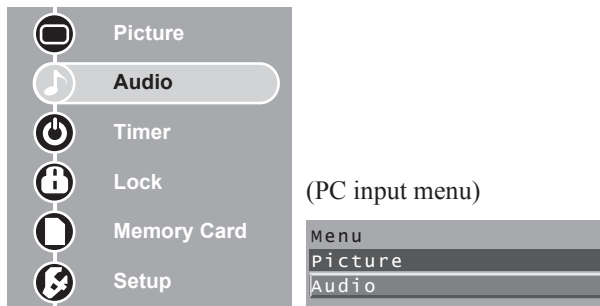 Picture
Audio
Timer
Lock
Memory Card
Setup
(PC input menu)
Menu
Picture
Audio